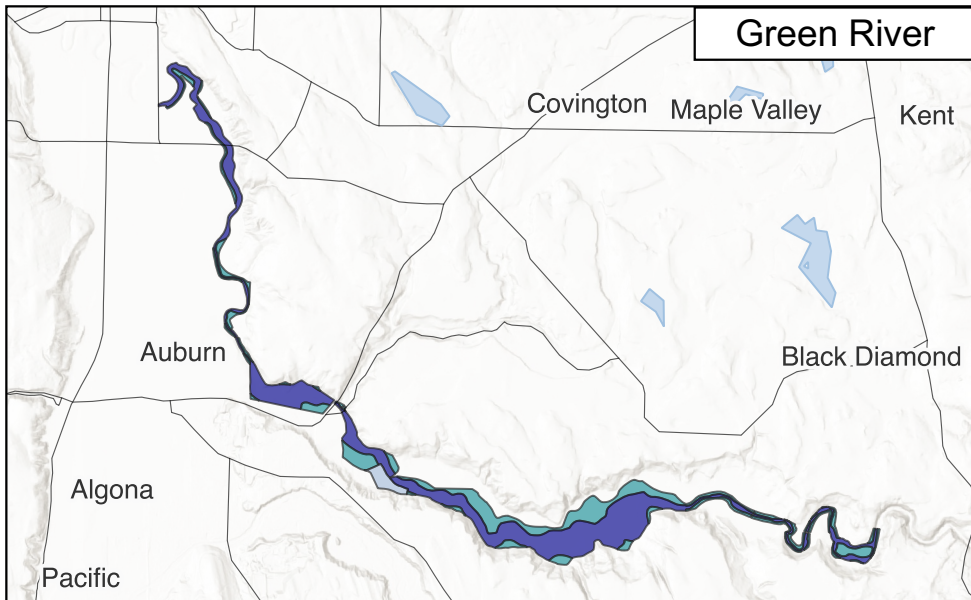 Green River
Covington
Maple Valley
Kent
Auburn
Black Diamond
Algona
Pacific